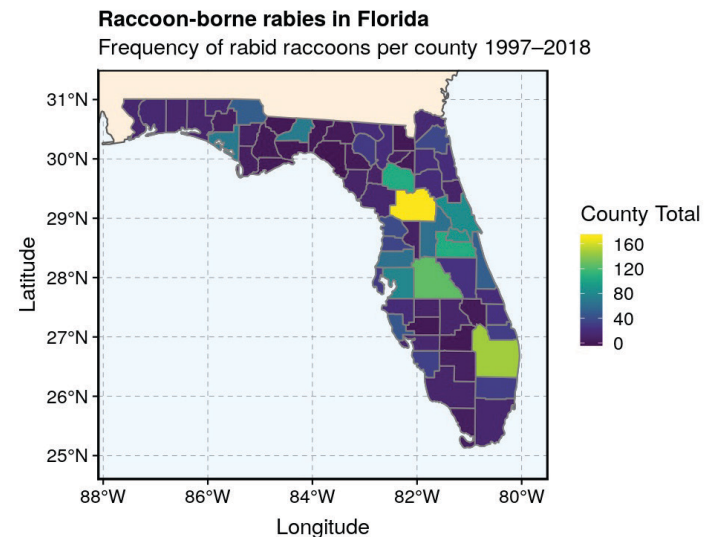 Raccoon-borne rabies in Florida
Frequency of rabid raccoons per county 1997–2018
31°N
30°N
29°N
28°N
27°N
26°N
25°N
Latitude
88°W 86°W 84°W 82°W 80°W
Longitude
County Total
160
120
80
40
0